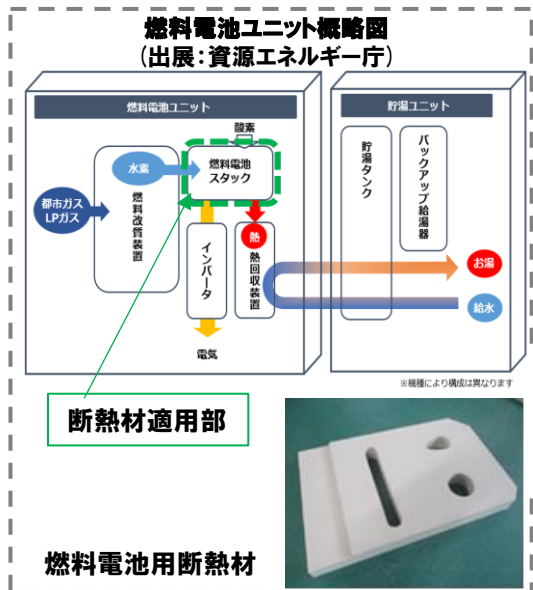 燃料電池ユニット概略図
(出展：資源エネルギー庁)
燃料電池ユニット
貯湯ユニット
酸素
水素
燃料電池
スタック
都市ガス
LPガス
燃料改質装置
インバータ
熱
熱回収装置
貯湯タンク
バックアップ給湯器
お湯
給水
電気
※機種により構成は異なります
断熱材適用部
燃料電池用断熱材